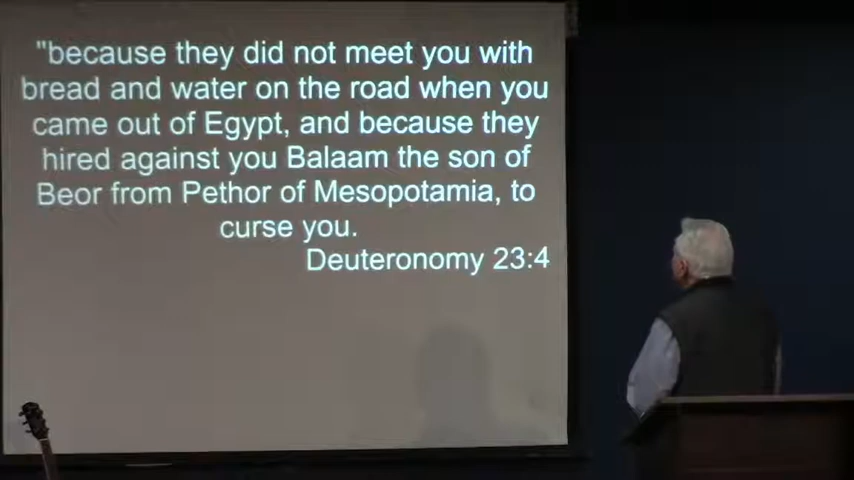 "because they did not meet you with
bread and water on the road when you
came out of Egypt, and because they
hired against you Balaam the son of
Beor from Pethor of Mesopotamia, to
curse you.
Deuteronomy 23:4